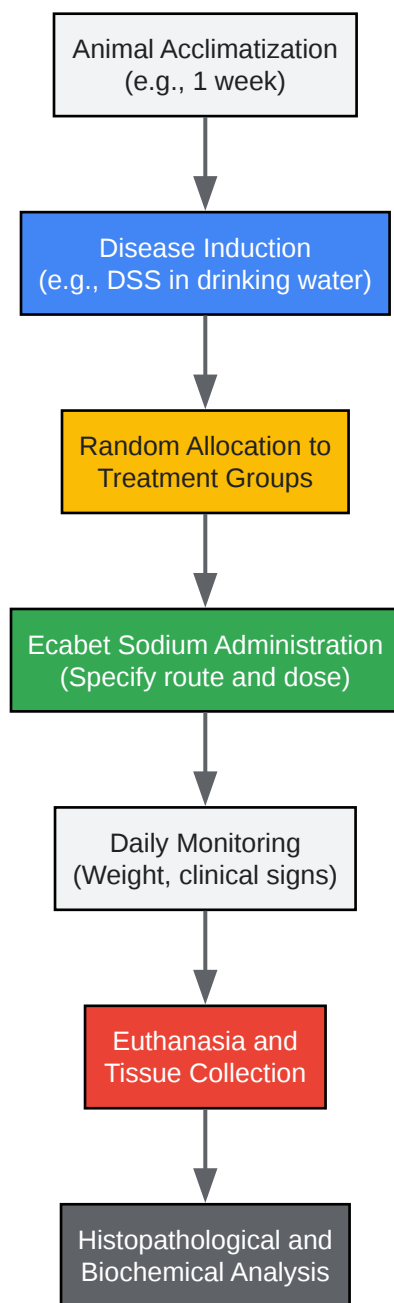 Animal Acclimatization
(e.g., 1 week)
Disease Induction
(e.g., DSS in drinking water)
Random Allocation to
Treatment Groups
Ecabet Sodium Administration
(Specify route and dose)
Daily Monitoring
(Weight, clinical signs)
Euthanasia and
Tissue Collection
Histopathological and
Biochemical Analysis